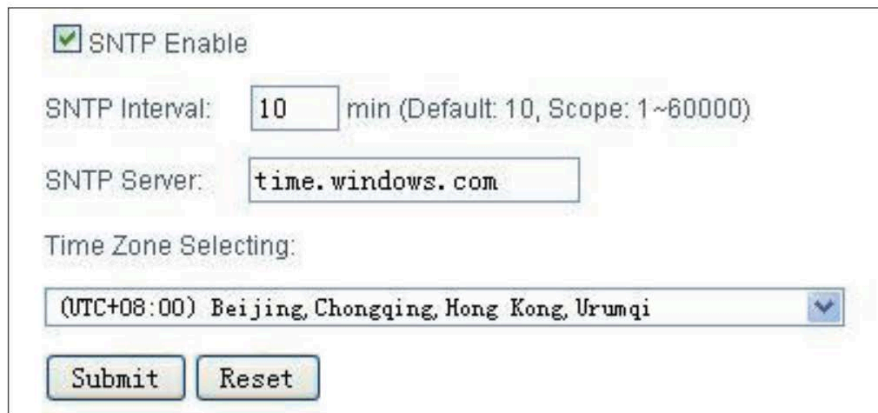 SNTP Enable
SNTP Interval: 10 min (Default: 10, Scope: 1~60000)
SNTP Server: time.windows.com
Time Zone Selecting:
(UTC+08:00) Beijing,Chongqing,Hong Kong,Urumqi
Submit Reset